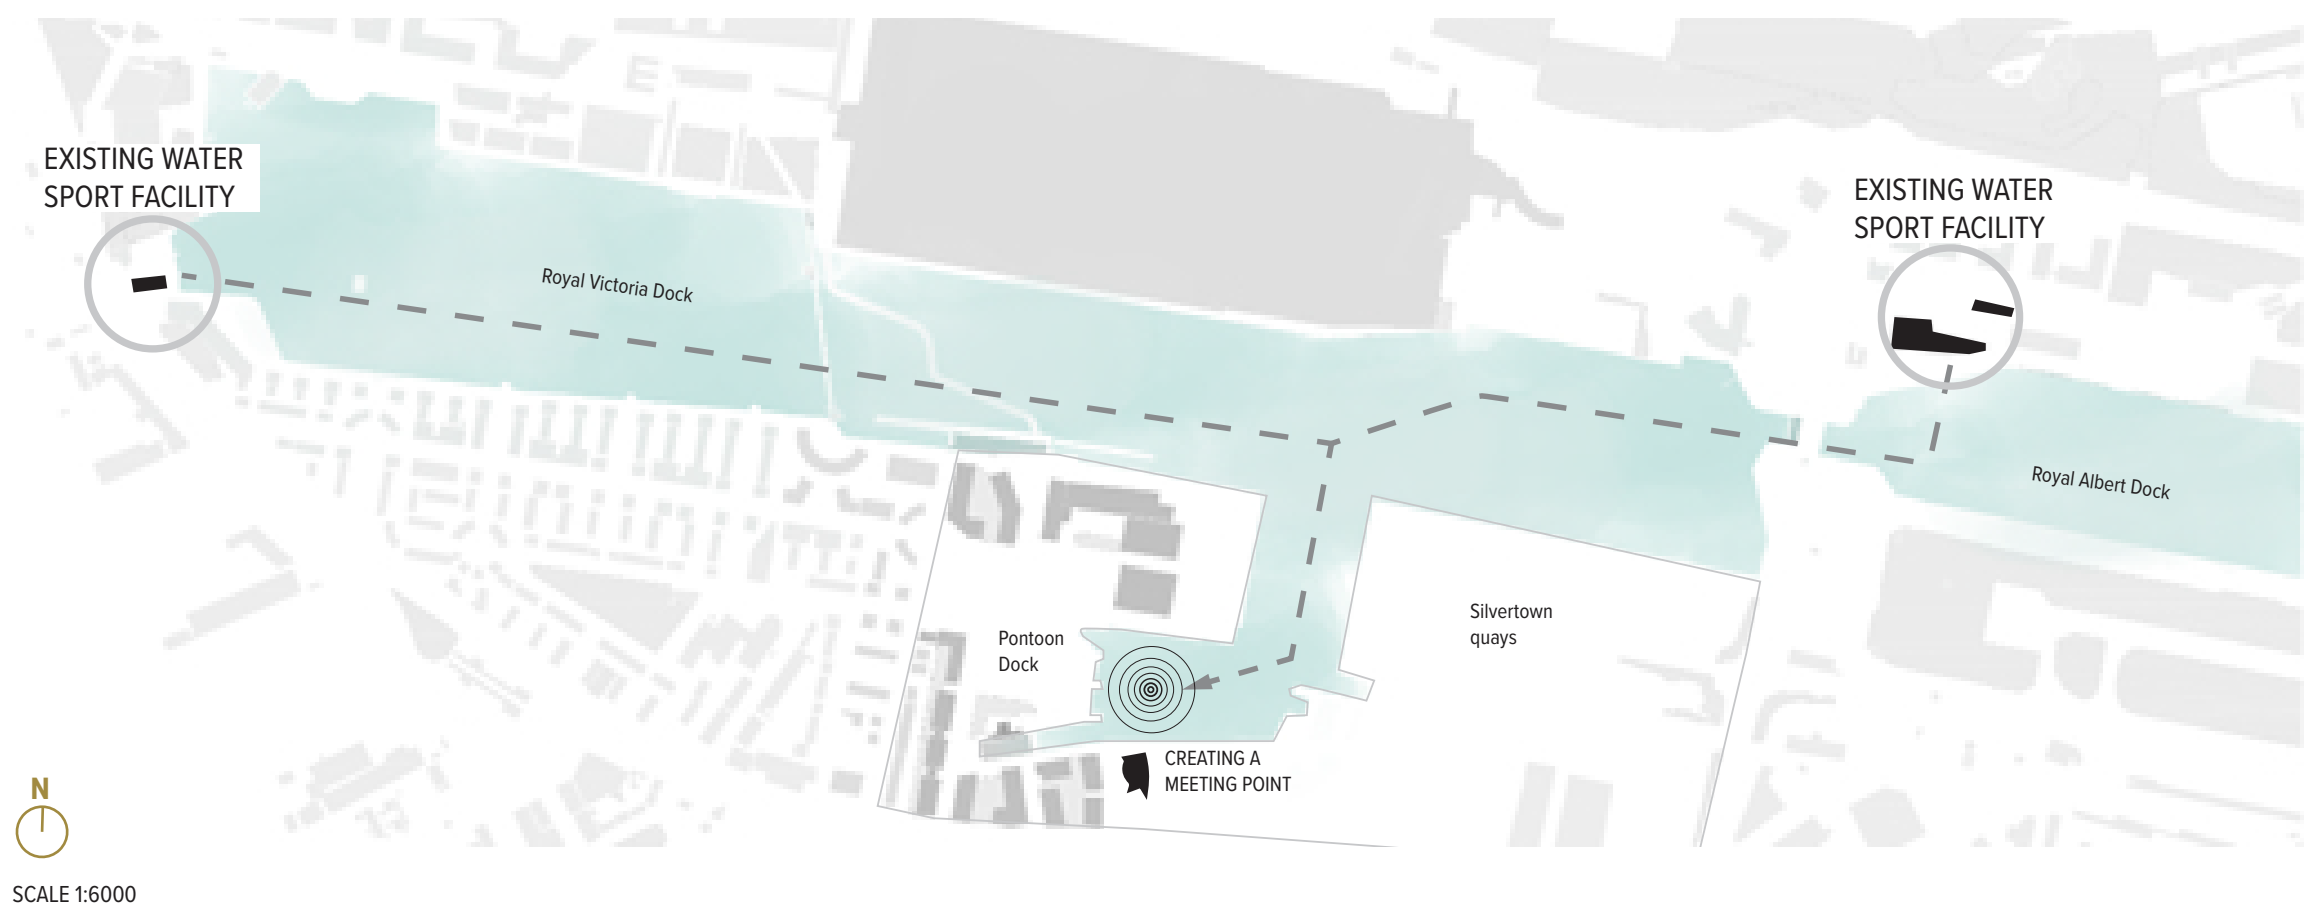 EXISTING WATER
SPORT FACILITY
EXISTING WATER
SPORT FACILITY
Royal Victoria Dock
Royal Albert Dock
Silvertown
quays
Pontoon
Dock
CREATING A
MEETING POINT
N
SCALE 1:6000